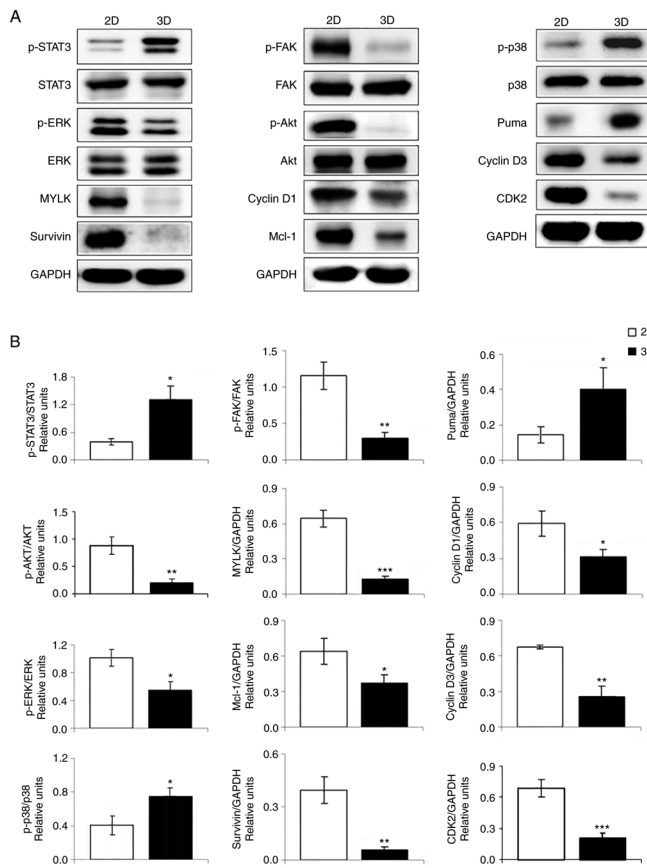 A
2D 3D
p-STAT3
STAT3
p-ERK
ERK
MYLK
Survivin
GAPDH
2D 3D
p-FAK
FAK
p-Akt
Akt
Cyclin D1
Mcl-1
GAPDH
2D 3D
p-p38
p38
Puma
Cyclin D3
CDK2
GAPDH
B
2
3
p-STAT3/STAT3
Relative units
1.8
1.2
0.6
0.0
*
p-FAK/FAK
Relative units
1.5
1.0
0.5
0.0
**
Puma/GAPDH
Relative units
0.6
0.4
0.2
0.0
*
p-AKT/AKT
Relative units
1.5
1.0
0.5
0.0
**
MYLK/GAPDH
Relative units
0.9
0.6
0.3
0.0
***
Cyclin D1/GAPDH
Relative units
0.9
0.6
0.3
0.0
*
p-ERK/ERK
Relative units
1.2
0.8
0.4
0.0
*
Mcl-1/GAPDH
Relative units
0.9
0.6
0.3
0.0
*
Cyclin D3/GAPDH
Relative units
0.9
0.6
0.3
0.0
**
p-p38/p38
Relative units
1.2
0.8
0.4
0.0
*
Survivin/GAPDH
Relative units
0.6
0.3
0.0
**
CDK2/GAPDH
Relative units
0.9
0.6
0.3
0.0
***